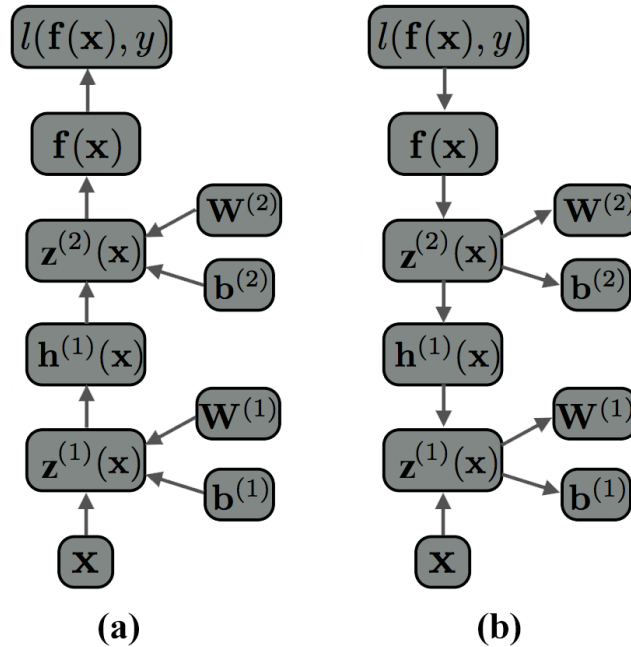 l(f(x), y)
f(x)
W^{(2)}
z^{(2)}(x)
b^{(2)}
h^{(1)}(x)
W^{(1)}
z^{(1)}(x)
b^{(1)}
x
(a)
l(f(x), y)
f(x)
W^{(2)}
z^{(2)}(x)
b^{(2)}
h^{(1)}(x)
W^{(1)}
z^{(1)}(x)
b^{(1)}
x
(b)